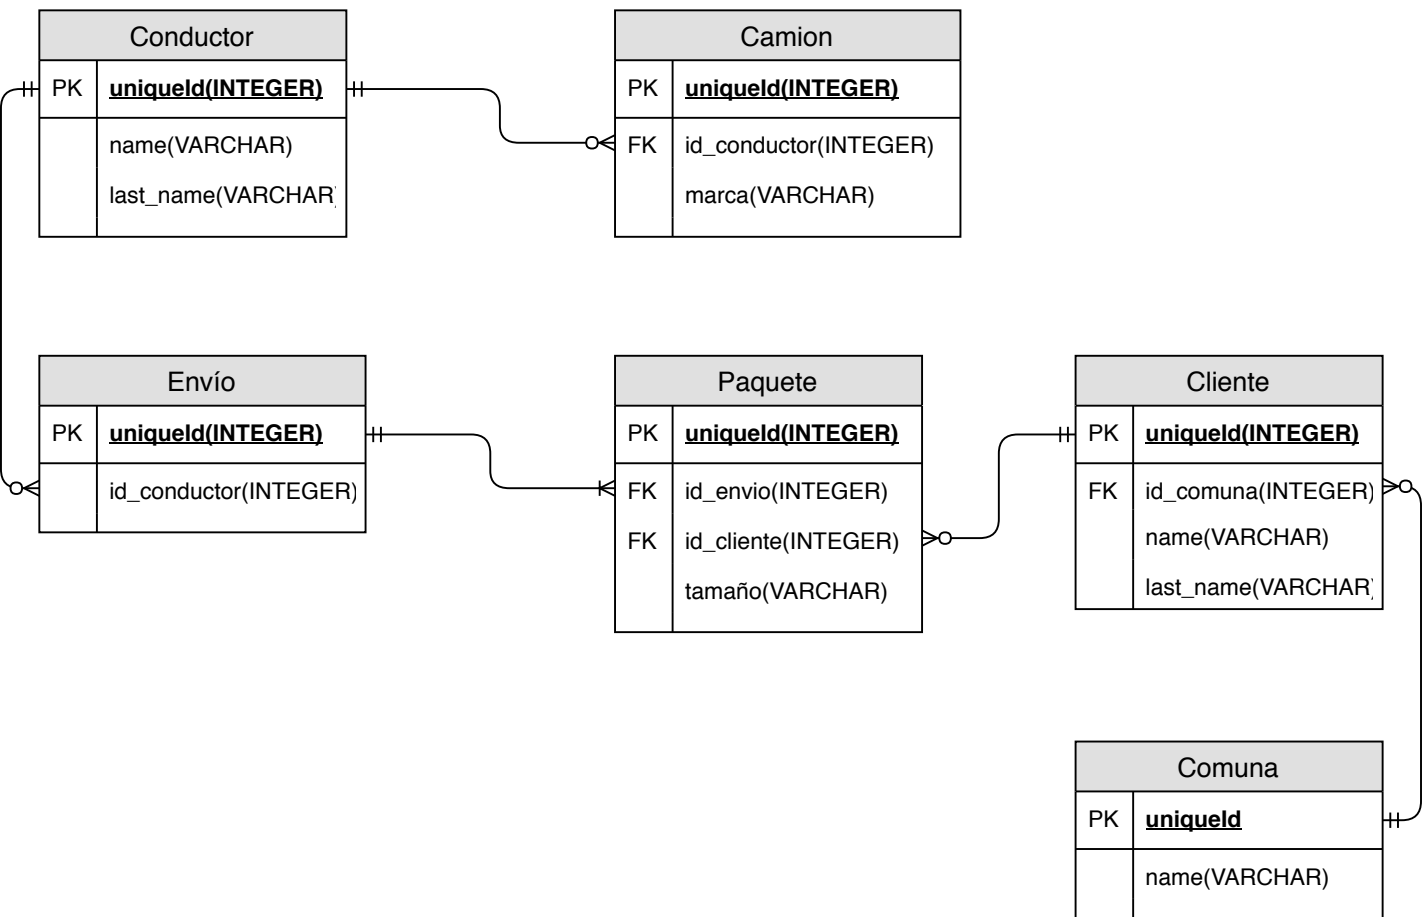 Conductor
PK uniqueId(INTEGER)
name(VARCHAR)
last_name(VARCHAR)
Camion
PK uniqueId(INTEGER)
FK id_conductor(INTEGER)
marca(VARCHAR)
Envío
PK uniqueId(INTEGER)
id_conductor(INTEGER)
Paquete
PK uniqueId(INTEGER)
FK id_envio(INTEGER)
FK id_cliente(INTEGER)
tamaño(VARCHAR)
Cliente
PK uniqueId(INTEGER)
FK id_comuna(INTEGER)
name(VARCHAR)
last_name(VARCHAR)
Comuna
PK uniqueId
name(VARCHAR)